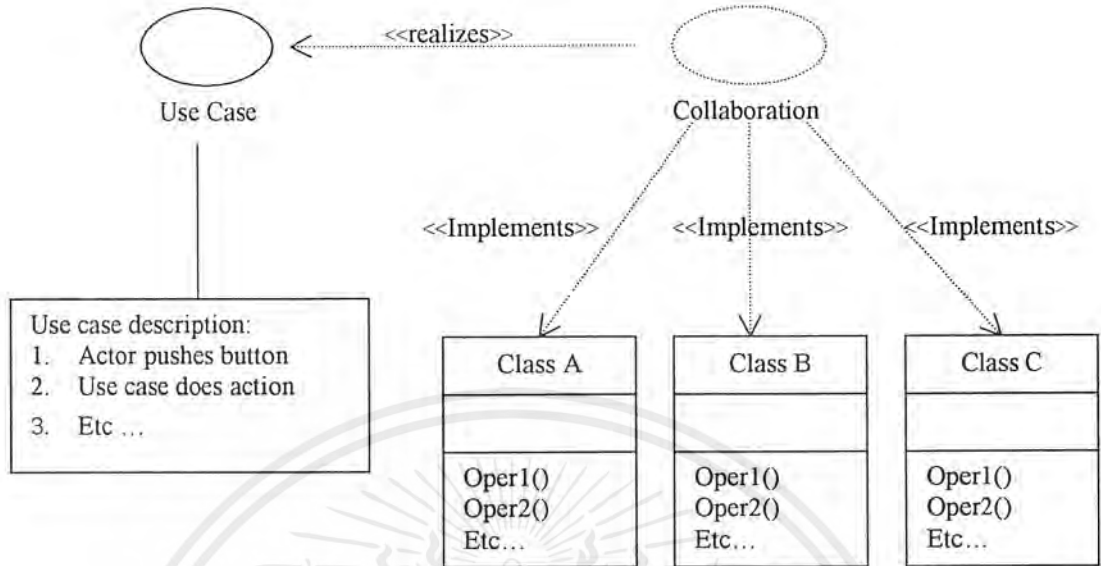 <<realizes>>
Use Case
Collaboration
<<Implements>>
<<Implements>>
<<Implements>>
Use case description:
1. Actor pushes button
2. Use case does action
3. Etc ...
Class A
Oper1()
Oper2()
Etc...
Class B
Oper1()
Oper2()
Etc...
Class C
Oper1()
Oper2()
Etc...